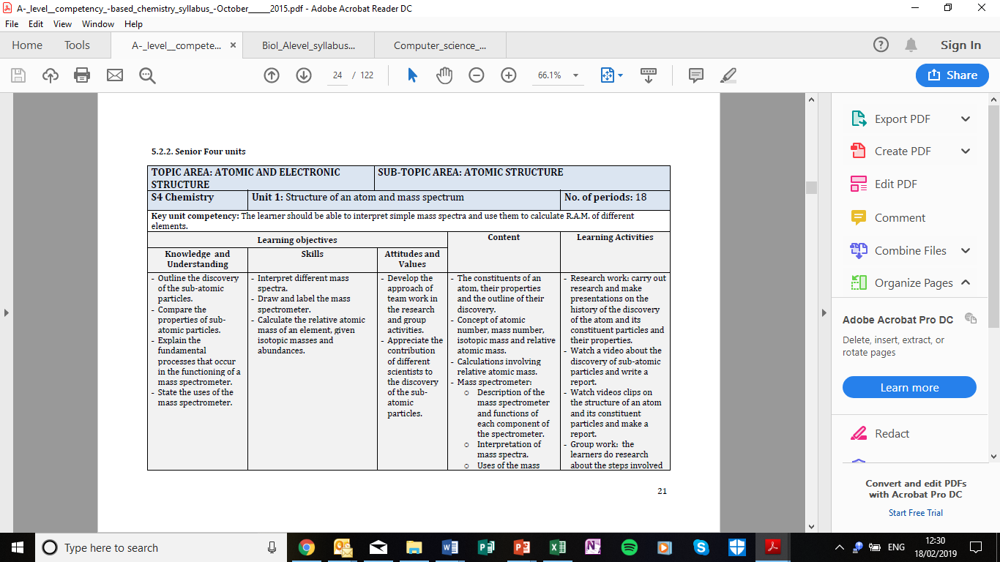 A-_level__competency_-based_chemistry_syllabus_-October_____2015.pdf - Adobe Acrobat Reader DC
File Edit View Window Help
Home Tools A-_level__compete... × Biol_Alevel_syllabus... Computer_science_... Sign In
24 / 122 66.1% Share
5.2.2. Senior Four units
TOPIC AREA: ATOMIC AND ELECTRONIC
STRUCTURE
SUB-TOPIC AREA: ATOMIC STRUCTURE
S4 Chemistry Unit 1: Structure of an atom and mass spectrum No. of periods: 18
Key unit competency: The learner should be able to interpret simple mass spectra and use them to calculate R.A.M. of different
elements.
Learning objectives
Content
Learning Activities
Knowledge and
Understanding
Skills
Attitudes and
Values
- Outline the discovery
of the sub-atomic
particles.
- Compare the
properties of sub-
atomic particles.
- Explain the
fundamental
processes that occur
in the functioning of a
mass spectrometer.
- State the uses of the
mass spectrometer.
- Interpret different mass
spectra.
- Draw and label the mass
spectrometer.
- Calculate the relative atomic
mass of an element, given
isotopic masses and
abundances.
- Develop the
approach of
team work in
the research
and group
activities.
- Appreciate the
contribution
of different
scientists to
the discovery
of the sub-
atomic
particles.
- The constituents of an
atom, their properties
and the outline of their
discovery.
- Concept of atomic
number, mass number,
isotopic mass and relative
atomic mass.
- Calculations involving
relative atomic mass.
- Mass spectrometer:
o Description of the
mass spectrometer
and functions of
each component of
the spectrometer.
o Interpretation of
mass spectra.
o Uses of the mass
- Research work: carry out
research and make
presentations on the
history of the discovery
of the atom and its
constituent particles and
their properties.
- Watch a video about the
discovery of sub-atomic
particles and write a
report.
- Watch videos clips on
the structure of an atom
and its constituent
particles and make a
report.
- Group work: the
learners do research
about the steps involved
21
Export PDF
Create PDF
Edit PDF
Comment
Combine Files
Organize Pages
Adobe Acrobat Pro DC
Delete, insert, extract, or
rotate pages
Learn more
Redact
Convert and edit PDFs
with Acrobat Pro DC
Start Free Trial
Type here to search
ENG
12:30
18/02/2019